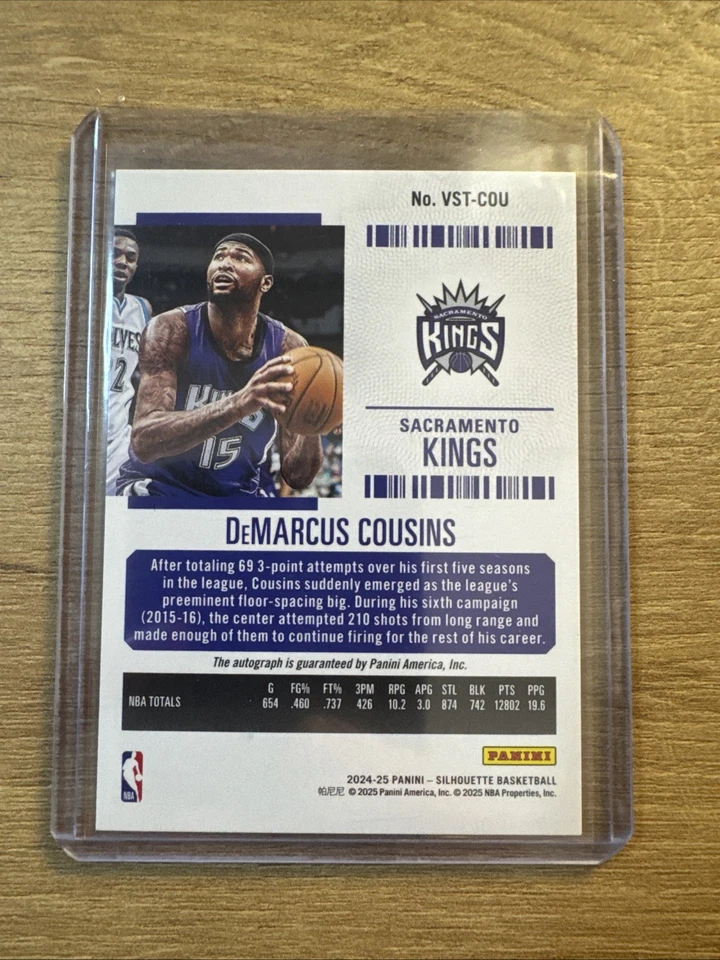 No. VST-COU
SACRAMENTO
KINGS
LVES
2
KINGS
15
SACRAMENTO
KINGS
DeMARCUS COUSINS
After totaling 69 3-point attempts over his first five seasons
in the league, Cousins suddenly emerged as the league's
preeminent floor-spacing big. During his sixth campaign
(2015-16), the center attempted 210 shots from long range and
made enough of them to continue firing for the rest of his career.
The autograph is guaranteed by Panini America, Inc.
G FG% FT% 3PM RPG APG STL BLK PTS PPG
NBA TOTALS 654 .460 .737 426 10.2 3.0 874 742 12802 19.6
PANINI
NBA
2024-25 PANINI – SILHOUETTE BASKETBALL
帕尼尼 © 2025 Panini America, Inc. © 2025 NBA Properties, Inc.